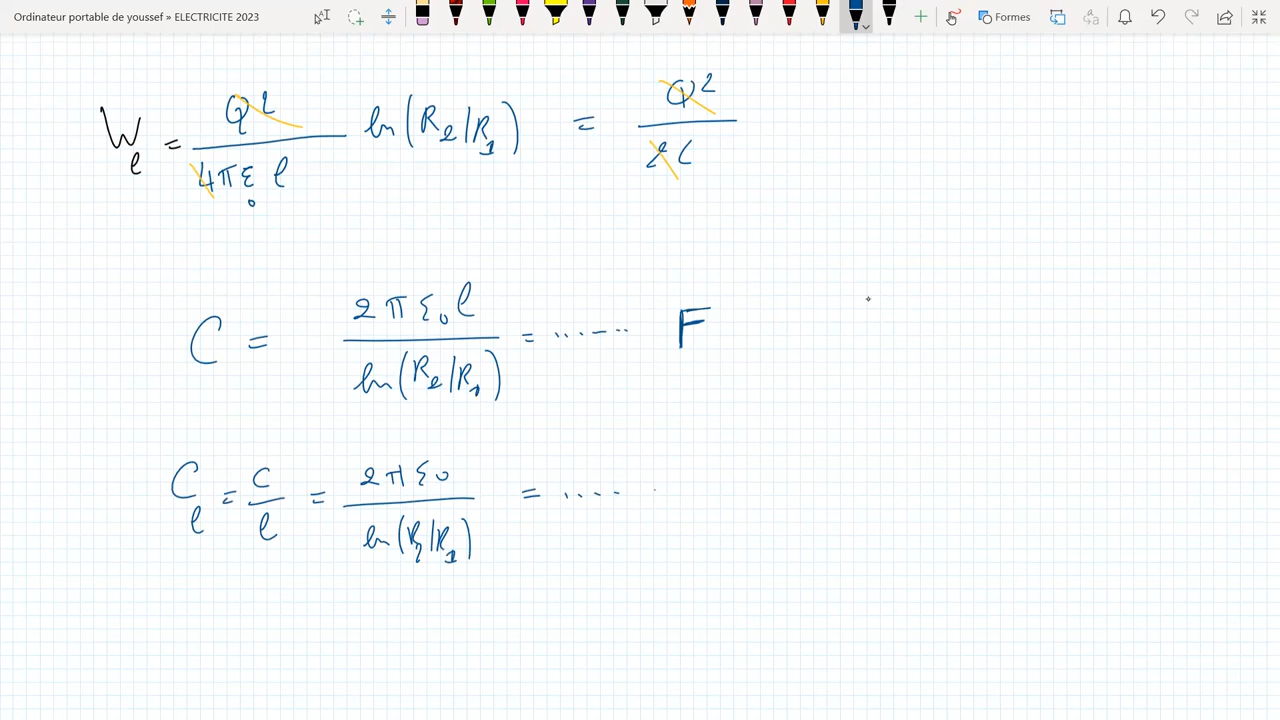 Ordinateur portable de youssef » ELECTRICITE 2023 Formes
W_e = Q²/(4πε₀ l) ln(R₂/R₁) = Q²/(2C)
C = 2πε₀l/ln(R₂/R₁) = ...... F
C_l = C/l = 2πε₀/ln(R₂/R₁) = .....